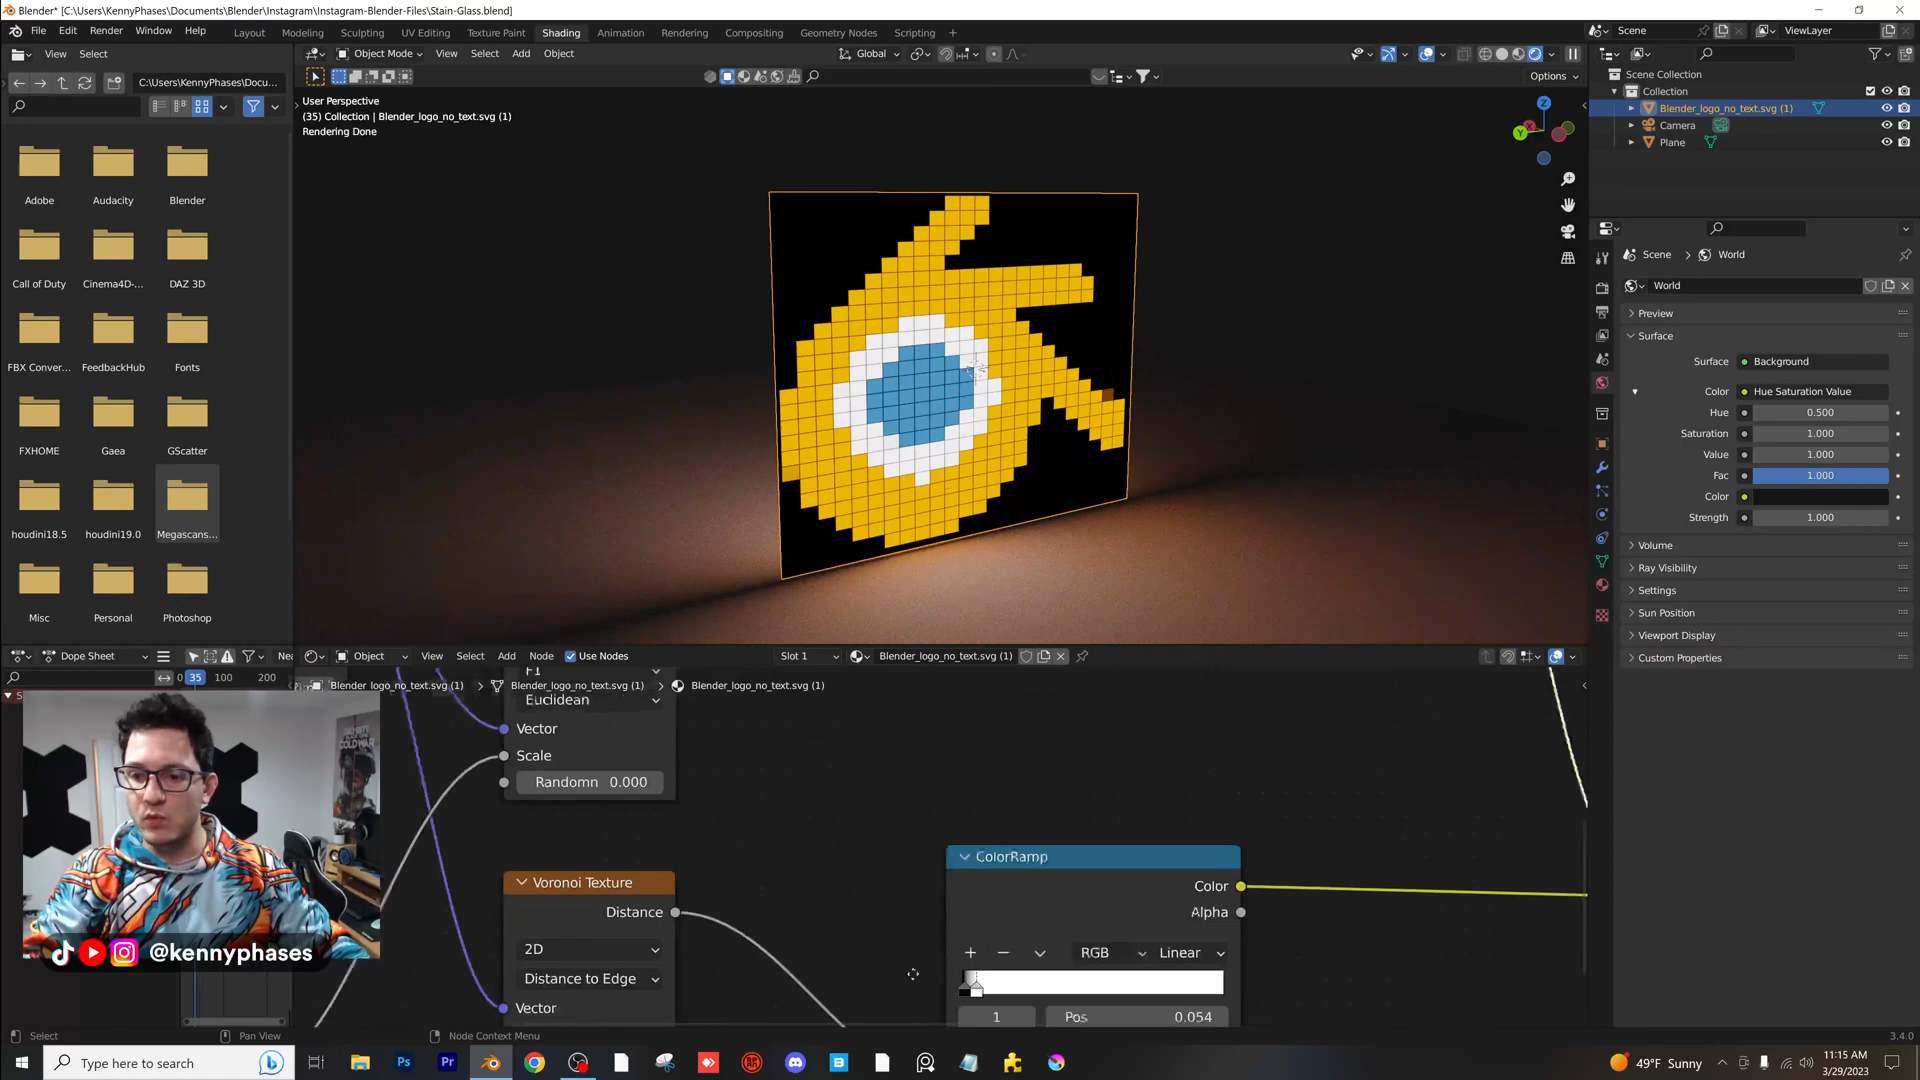 Blender* [C:\Users\KennyPhases\Documents\Blender\Instagram\Instagram-Blender-Files\Stain-Glass.blend]
File Edit Render Window Help
Layout Modeling Sculpting UV Editing Texture Paint Shading Animation Rendering Compositing Geometry Nodes Scripting +
Scene
ViewLayer
View Select
Object Mode View Select Add Object
Global
C:\Users\KennyPhases\Docu...
Options
User Perspective
(35) Collection | Blender_logo_no_text.svg (1)
Rendering Done
Z
Y
X
Scene Collection
Collection
Blender_logo_no_text.svg (1)
Camera
Plane
Adobe
Audacity
Blender
Call of Duty
Cinema4D-...
DAZ 3D
FBX Conver...
FeedbackHub
Fonts
FXHOME
Gaea
GScatter
houdini18.5
houdini19.0
Megascans...
Misc
Personal
Photoshop
Scene > World
World
Preview
Surface
Surface Background
Color Hue Saturation Value
Hue 0.500
Saturation 1.000
Value 1.000
Fac 1.000
Color
Strength 1.000
Volume
Ray Visibility
Settings
Sun Position
Viewport Display
Custom Properties
Dope Sheet
Ne
0 35 100 200
S
Object View Select Add Node Use Nodes
Slot 1
Blender_logo_no_text.svg (1)
Blender_logo_no_text.svg (1) > Blender_logo_no_text.svg (1) > Blender_logo_no_text.svg (1)
F1
Euclidean
Vector
Scale
Randomn 0.000
Voronoi Texture
Distance
2D
Distance to Edge
Vector
ColorRamp
Color
Alpha
+ − RGB Linear
1 Pos 0.054
COLD WAR
@kennyphases
Select
Pan View
Node Context Menu
3.4.0
Type here to search
Ps
Pr
49°F Sunny
11:15 AM
3/29/2023